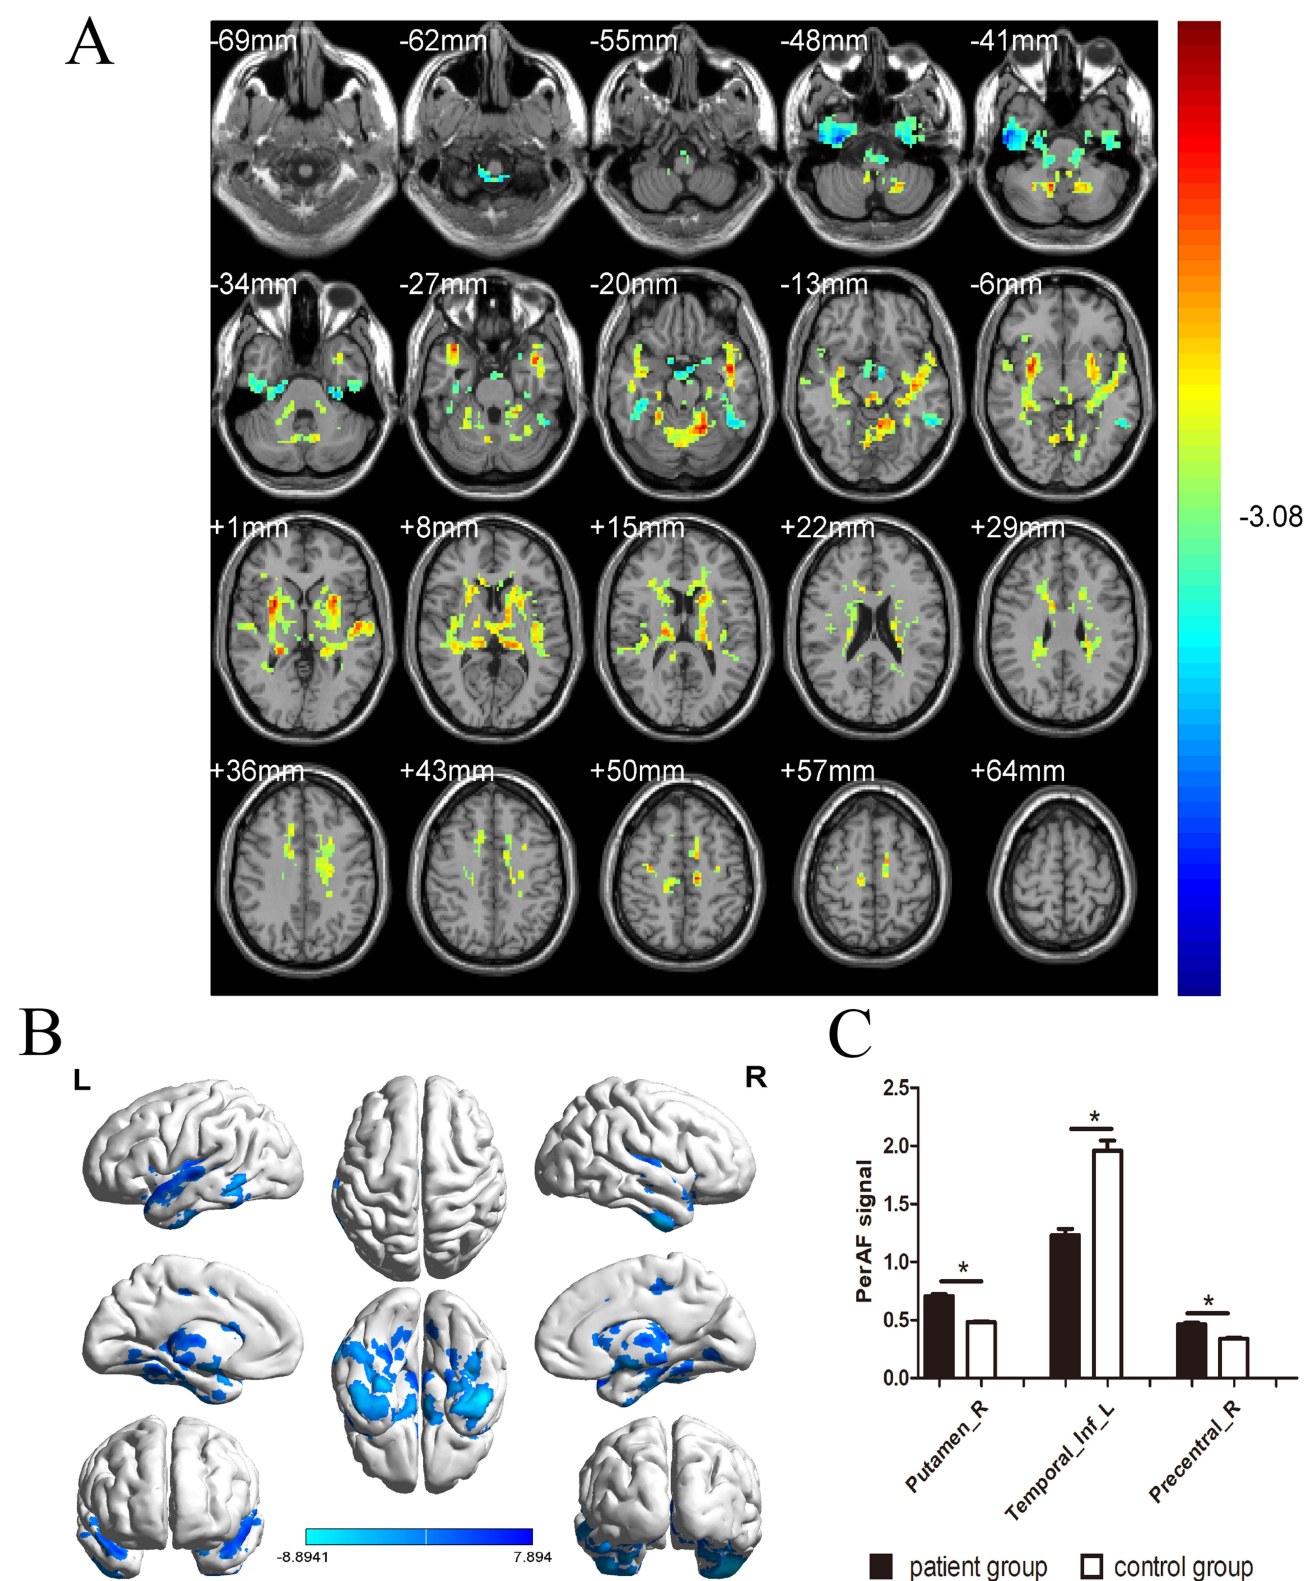 A
-69mm -62mm -55mm -48mm -41mm
-34mm -27mm -20mm -13mm -6mm
-3.08
+1mm +8mm +15mm +22mm +29mm
+36mm +43mm +50mm +57mm +64mm
B
L
R
-8.8941
7.894
C
PerAF signal
2.5
2.0
1.5
1.0
0.5
0.0
*
*
*
Putamen_R
Temporal_Inf_L
Precentral_R
patient group
control group